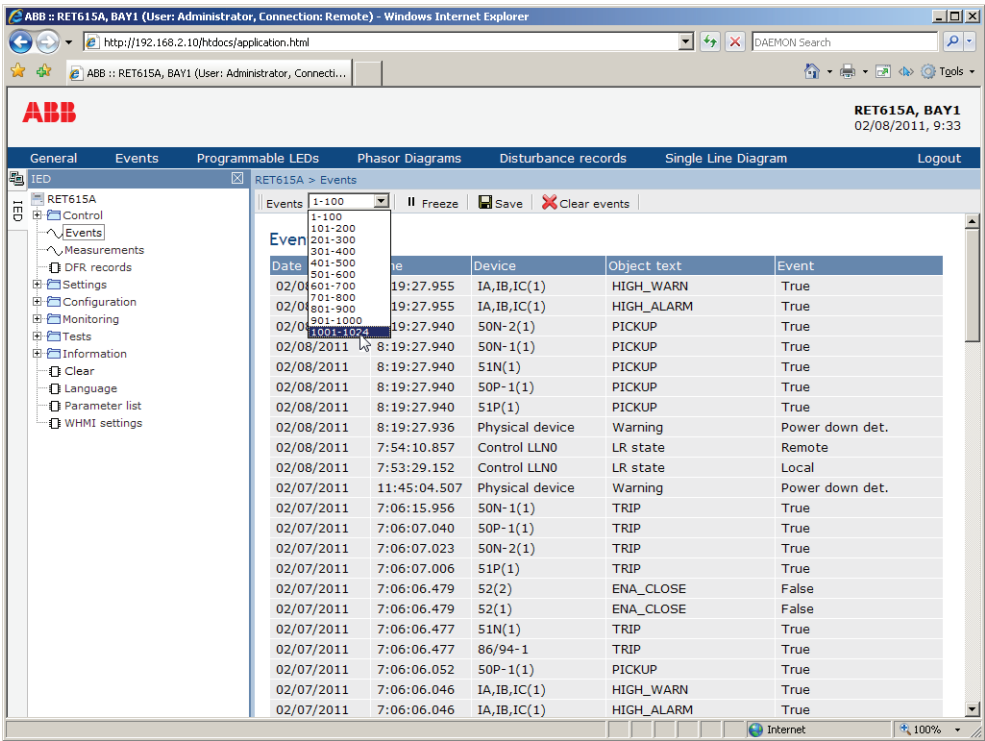 ABB :: RET615A, BAY1 (User: Administrator, Connection: Remote) - Windows Internet Explorer
http://192.168.2.10/htdocs/application.html
DAEMON Search
ABB :: RET615A, BAY1 (User: Administrator, Connecti...
Tools
ABB
RET615A, BAY1
02/08/2011, 9:33
General Events Programmable LEDs Phasor Diagrams Disturbance records Single Line Diagram Logout
IED
IED
RET615A
Control
Events
Measurements
DFR records
Settings
Configuration
Monitoring
Tests
Information
Clear
Language
Parameter list
WHMI settings
RET615A > Events
Events 1-100 Freeze Save Clear events
1-100
101-200
201-300
301-400
401-500
501-600
601-700
701-800
801-900
901-1000
1001-1024
Even
Date ne Device Object text Event
02/08 19:27.955 IA,IB,IC(1) HIGH_WARN True
02/08 19:27.955 IA,IB,IC(1) HIGH_ALARM True
02/0 19:27.940 50N-2(1) PICKUP True
02/08/2011 8:19:27.940 50N-1(1) PICKUP True
02/08/2011 8:19:27.940 51N(1) PICKUP True
02/08/2011 8:19:27.940 50P-1(1) PICKUP True
02/08/2011 8:19:27.940 51P(1) PICKUP True
02/08/2011 8:19:27.936 Physical device Warning Power down det.
02/08/2011 7:54:10.857 Control LLN0 LR state Remote
02/08/2011 7:53:29.152 Control LLN0 LR state Local
02/07/2011 11:45:04.507 Physical device Warning Power down det.
02/07/2011 7:06:15.956 50N-1(1) TRIP True
02/07/2011 7:06:07.040 50P-1(1) TRIP True
02/07/2011 7:06:07.023 50N-2(1) TRIP True
02/07/2011 7:06:07.006 51P(1) TRIP True
02/07/2011 7:06:06.479 52(2) ENA_CLOSE False
02/07/2011 7:06:06.479 52(1) ENA_CLOSE False
02/07/2011 7:06:06.477 51N(1) TRIP True
02/07/2011 7:06:06.477 86/94-1 TRIP True
02/07/2011 7:06:06.052 50P-1(1) PICKUP True
02/07/2011 7:06:06.046 IA,IB,IC(1) HIGH_WARN True
02/07/2011 7:06:06.046 IA,IB,IC(1) HIGH_ALARM True
Internet 100%